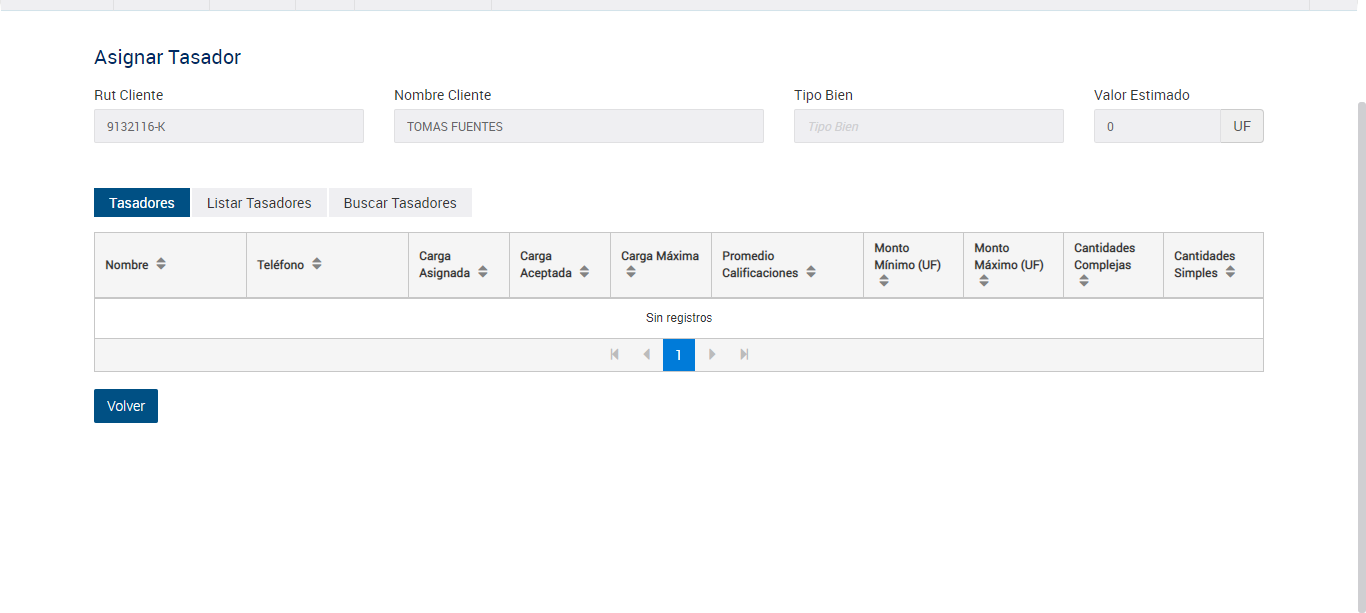 Asignar Tasador
Rut Cliente
Nombre Cliente
Tipo Bien
Valor Estimado
9132116-K
TOMAS FUENTES
Tipo Bien
0
UF
Tasadores
Listar Tasadores
Buscar Tasadores
Nombre
Teléfono
Carga
Asignada
Carga
Aceptada
Carga Máxima
Promedio
Calificaciones
Monto
Mínimo (UF)
Monto
Máximo (UF)
Cantidades
Complejas
Cantidades
Simples
Sin registros
1
Volver